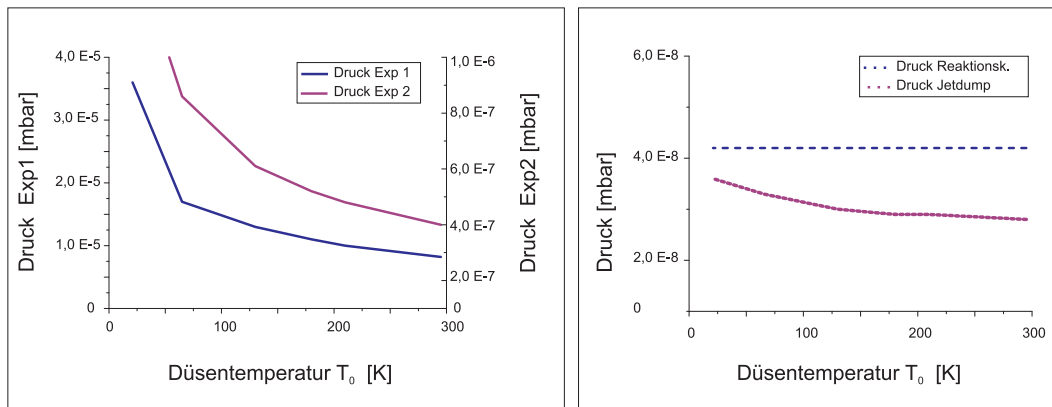 4,0 E-5
3,0 E-5
2,0 E-5
1,0 E-5
0
Druck Exp1 [mbar]
Druck Exp 1
Druck Exp 2
1,0 E-6
8,0 E-7
6,0 E-7
4,0 E-7
2,0 E-7
0
Druck Exp2 [mbar]
0 100 200 300
Düsentemperatur T₀ [K]
6,0 E-8
4,0 E-8
2,0 E-8
0
Druck [mbar]
Druck Reaktionsk.
Druck Jetdump
0 100 200 300
Düsentemperatur T₀ [K]